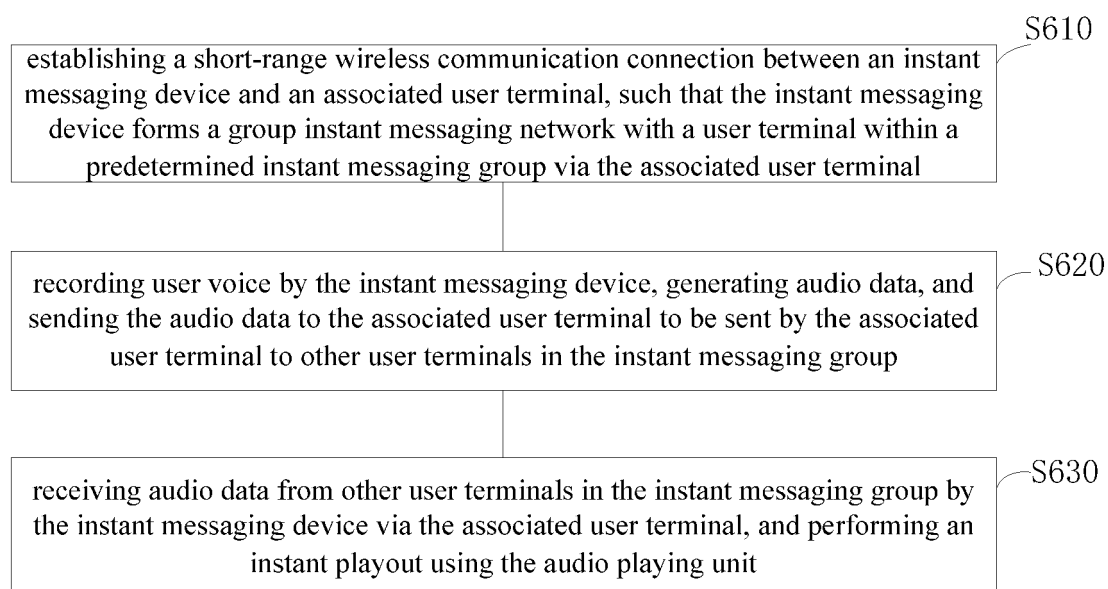 S610
establishing a short-range wireless communication connection between an instant
messaging device and an associated user terminal, such that the instant messaging
device forms a group instant messaging network with a user terminal within a
predetermined instant messaging group via the associated user terminal
S620
recording user voice by the instant messaging device, generating audio data, and
sending the audio data to the associated user terminal to be sent by the associated
user terminal to other user terminals in the instant messaging group
S630
receiving audio data from other user terminals in the instant messaging group by
the instant messaging device via the associated user terminal, and performing an
instant playout using the audio playing unit